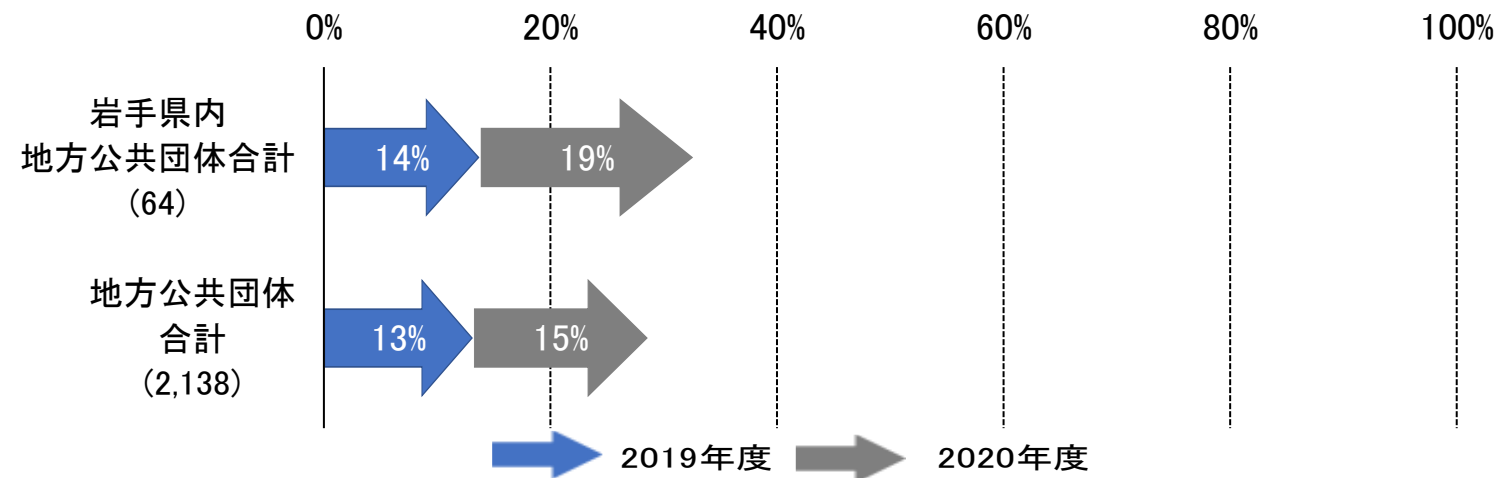 0% 20% 40% 60% 80% 100%
岩手県内
地方公共団体合計
(64)
14% 19%
地方公共団体
合計
(2,138)
13% 15%
2019年度 2020年度